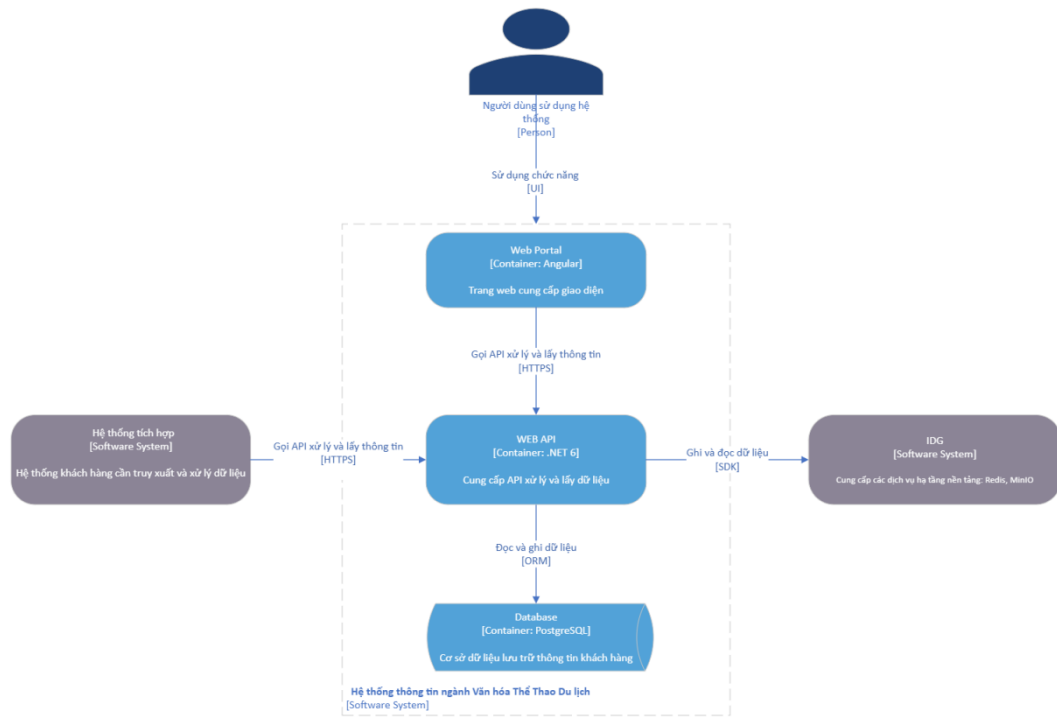 Người dùng sử dụng hệ
thống
[Person]
Sử dụng chức năng
[UI]
Web Portal
[Container: Angular]
Trang web cung cấp giao diện
Gọi API xử lý và lấy thông tin
[HTTPS]
Hệ thống tích hợp
[Software System]
Hệ thống khách hàng cần truy xuất và xử lý dữ liệu
Gọi API xử lý và lấy thông tin
[HTTPS]
WEB API
[Container: .NET 6]
Cung cấp API xử lý và lấy dữ liệu
Ghi và đọc dữ liệu
[SDK]
IDG
[Software System]
Cung cấp các dịch vụ hạ tầng nền tảng: Redis, MinIO
Đọc và ghi dữ liệu
[ORM]
Database
[Container: PostgreSQL]
Cơ sở dữ liệu lưu trữ thông tin khách hàng
Hệ thống thông tin ngành Văn hóa Thể Thao Du lịch
[Software System]